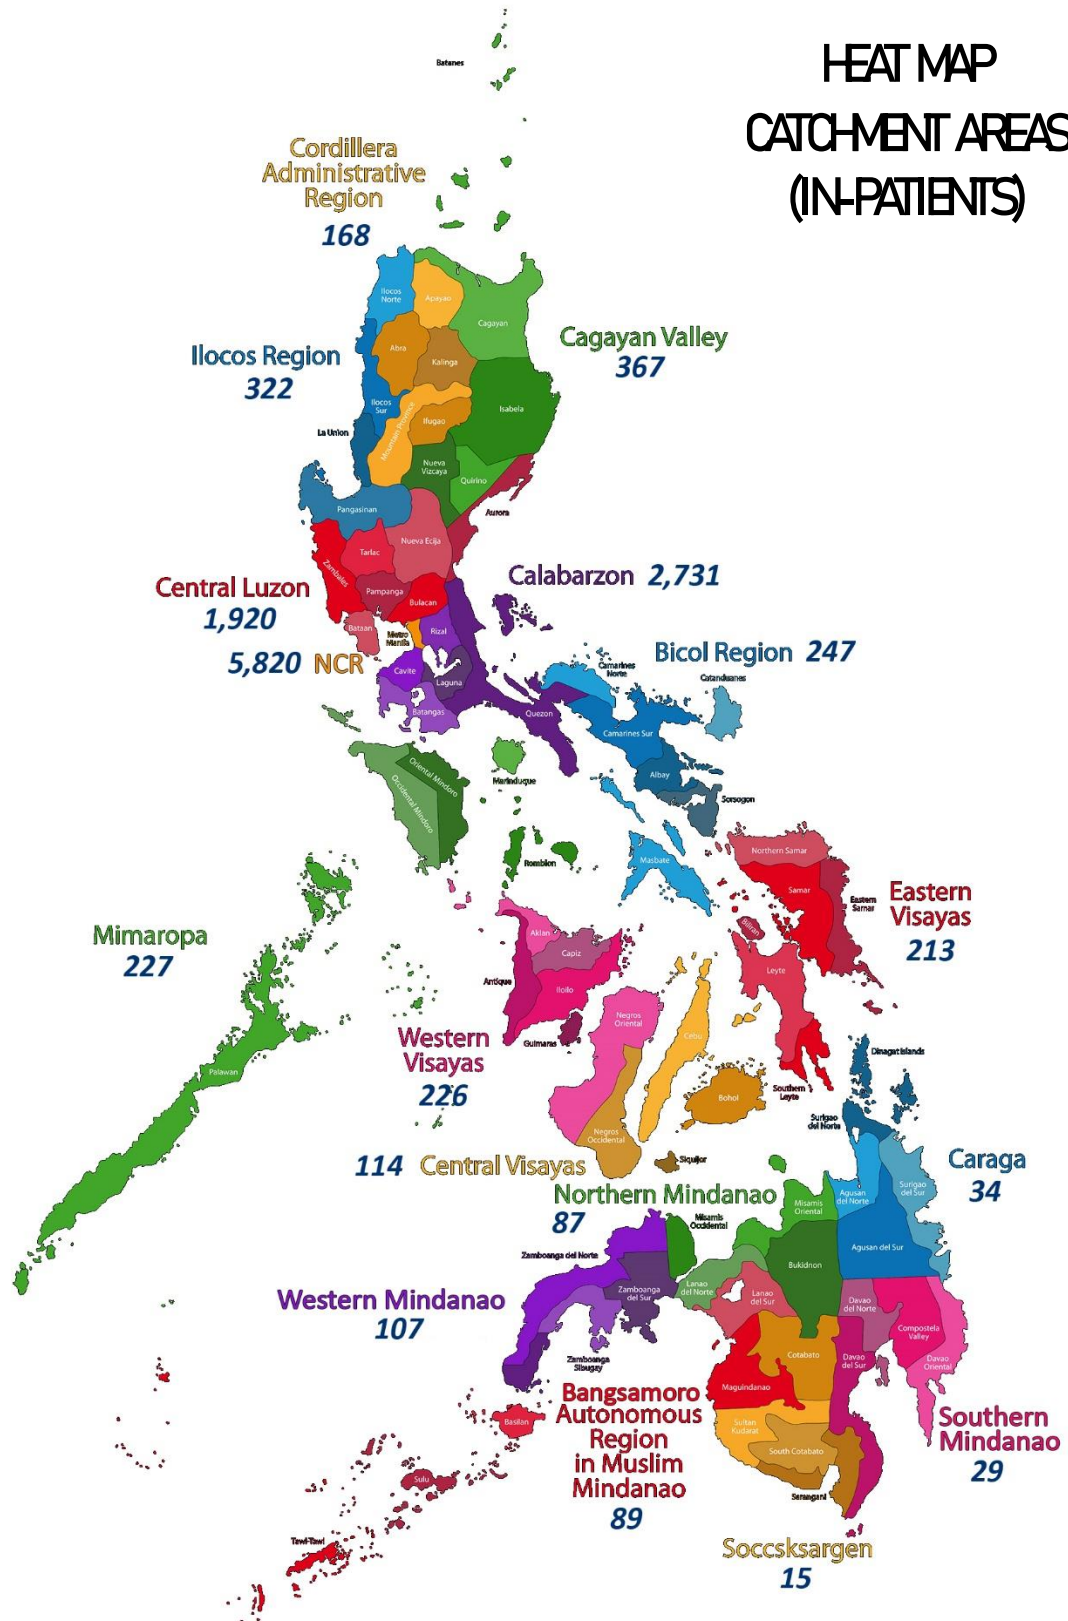 HEAT MAP
CATCHMENT AREAS
(IN-PATIENTS)
Batanes
Cordillera
Administrative
Region
168
Ilocos
Norte
Apayao
Cagayan
Cagayan Valley
367
Ilocos Region
322
Abra
Kalinga
Ilocos
Sur
Isabela
Mountain Province
Ifugao
La Union
Nueva
Vizcaya
Quirino
Pangasinan
Aurora
Nueva Ecija
Tarlac
Zambales
Central Luzon
1,920
Pampanga
Bulacan
Calabarzon 2,731
Bataan
Metro
Manila
Rizal
5,820 NCR
Cavite
Laguna
Batangas
Quezon
Bicol Region 247
Camarines
Norte
Catanduanes
Camarines Sur
Albay
Sorsogon
Marinduque
Oriental Mindoro
Occidental Mindoro
Romblon
Masbate
Northern Samar
Samar
Eastern
Samar
Eastern
Visayas
213
Biliran
Leyte
Mimaropa
227
Palawan
Aklan
Capiz
Antique
Iloilo
Guimaras
Western
Visayas
226
Negros
Oriental
Cebu
Bohol
Southern
Leyte
Negros
Occidental
Siquijor
114 Central Visayas
Dinagat Islands
Surigao
del Norte
Caraga
34
Agusan
del Norte
Surigao
del Sur
Agusan del Sur
Northern Mindanao
87
Misamis
Occidental
Misamis
Oriental
Bukidnon
Zamboanga del Norte
Zamboanga
del Sur
Lanao
del Norte
Lanao
del Sur
Western Mindanao
107
Zamboanga
Sibugay
Davao
del Norte
Compostela
Valley
Davao
Oriental
Cotabato
Davao
del Sur
Maguindanao
Bangsamoro
Autonomous
Region
in Muslim
Mindanao
89
Basilan
Sultan
Kudarat
South Cotabato
Sarangani
Southern
Mindanao
29
Sulu
Tawi-Tawi
Soccsksargen
15